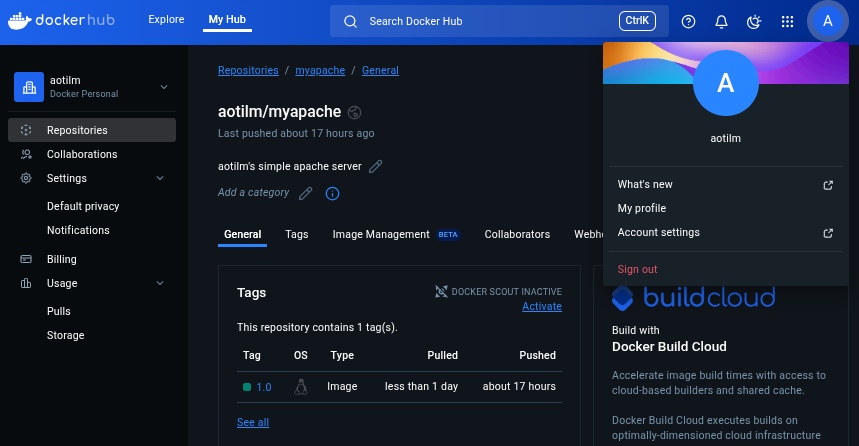 dockerhub
Explore
My Hub
Search Docker Hub
CtrlK
A
aotilm
Docker Personal
Repositories
Collaborations
Settings
Default privacy
Notifications
Billing
Usage
Pulls
Storage
Repositories / myapache / General
aotilm/myapache
Last pushed about 17 hours ago
aotilm's simple apache server
Add a category
General
Tags
Image Management BETA
Collaborators
Webho
Tags
DOCKER SCOUT INACTIVE
Activate
This repository contains 1 tag(s).
Tag OS Type Pulled Pushed
1.0 Image less than 1 day about 17 hours
See all
A
aotilm
What's new
My profile
Account settings
Sign out
buildcloud
Build with
Docker Build Cloud
Accelerate image build times with access to
cloud-based builders and shared cache.
Docker Build Cloud executes builds on
optimally-dimensioned cloud infrastructure